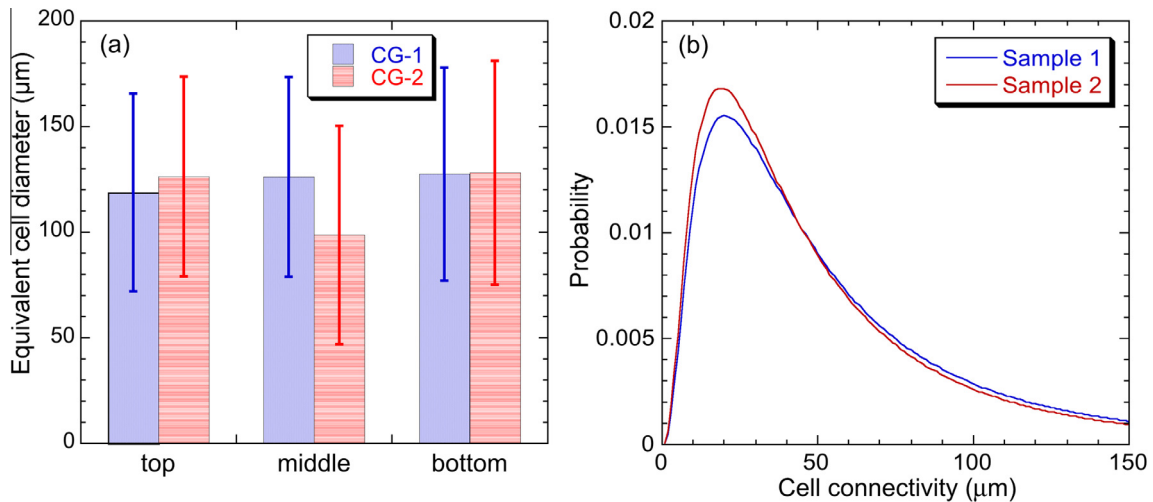 (a)
CG-1
CG-2
Equivalent cell diameter (μm)
200
150
100
50
0
top middle bottom
(b)
Sample 1
Sample 2
Probability
0.02
0.015
0.01
0.005
0
0 50 100 150
Cell connectivity (μm)